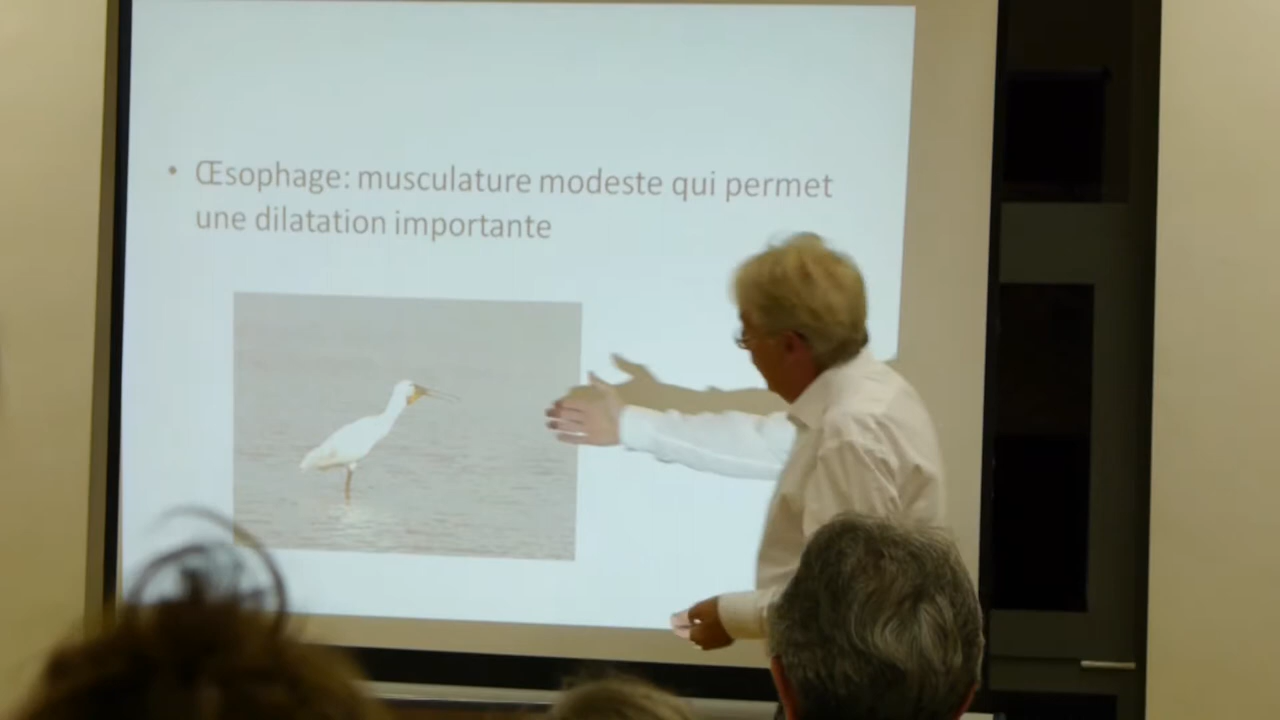 • Œsophage: musculature modeste qui permet
une dilatation importante